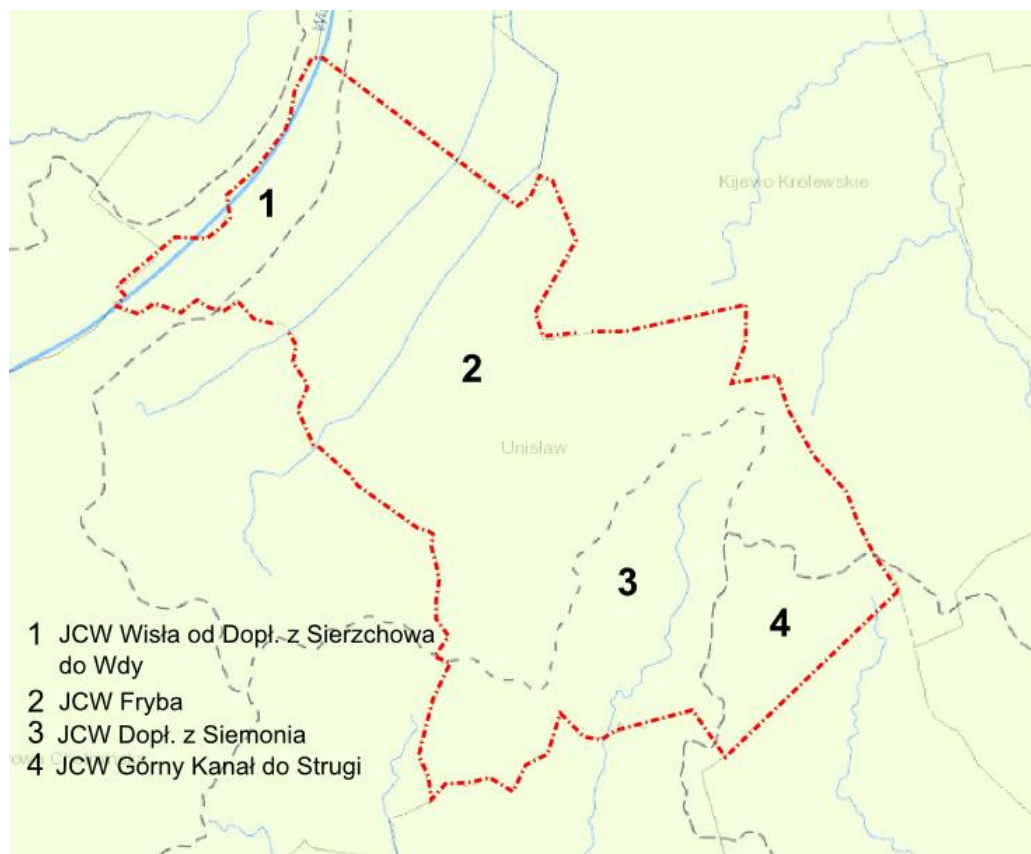 1
Kijewo Królewskie
2
Unisław
3
4
1 JCW Wisła od Dopł. z Sierzchowa
do Wdy
2 JCW Fryba
3 JCW Dopł. z Siemonia
4 JCW Górny Kanał do Strugi